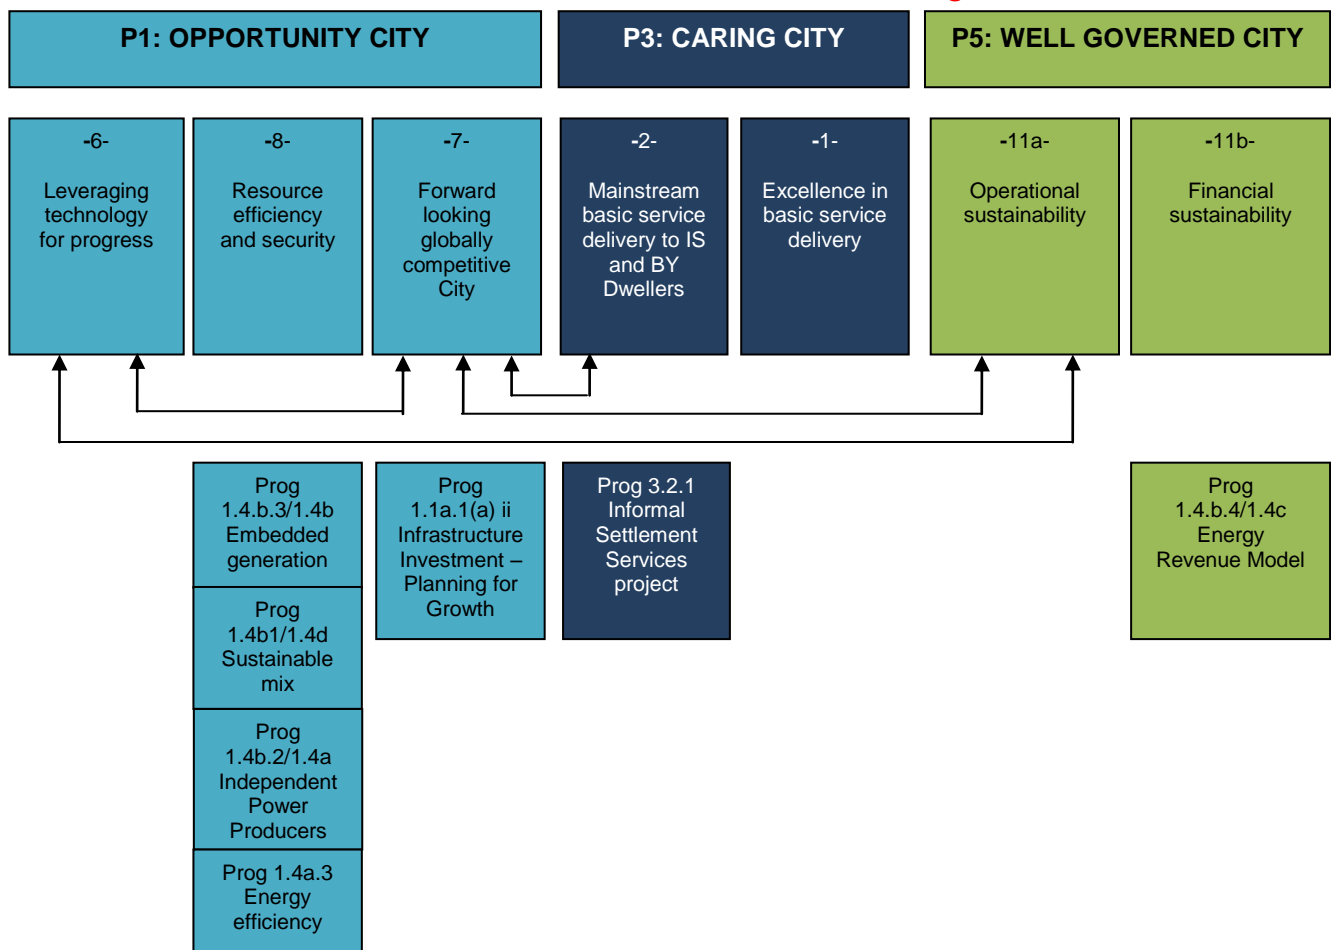 P1: OPPORTUNITY CITY
P3: CARING CITY
P5: WELL GOVERNED CITY
-6-
Leveraging
technology
for progress
-8-
Resource
efficiency
and security
-7-
Forward
looking
globally
competitive
City
-2-
Mainstream
basic service
delivery to IS
and BY
Dwellers
-1-
Excellence in
basic service
delivery
-11a-
Operational
sustainability
-11b-
Financial
sustainability
Prog
1.4.b.3/1.4b
Embedded
generation
Prog
1.4b1/1.4d
Sustainable
mix
Prog
1.4b.2/1.4a
Independent
Power
Producers
Prog 1.4a.3
Energy
efficiency
Prog
1.1a.1(a) ii
Infrastructure
Investment –
Planning for
Growth
Prog 3.2.1
Informal
Settlement
Services
project
Prog
1.4.b.4/1.4c
Energy
Revenue Model